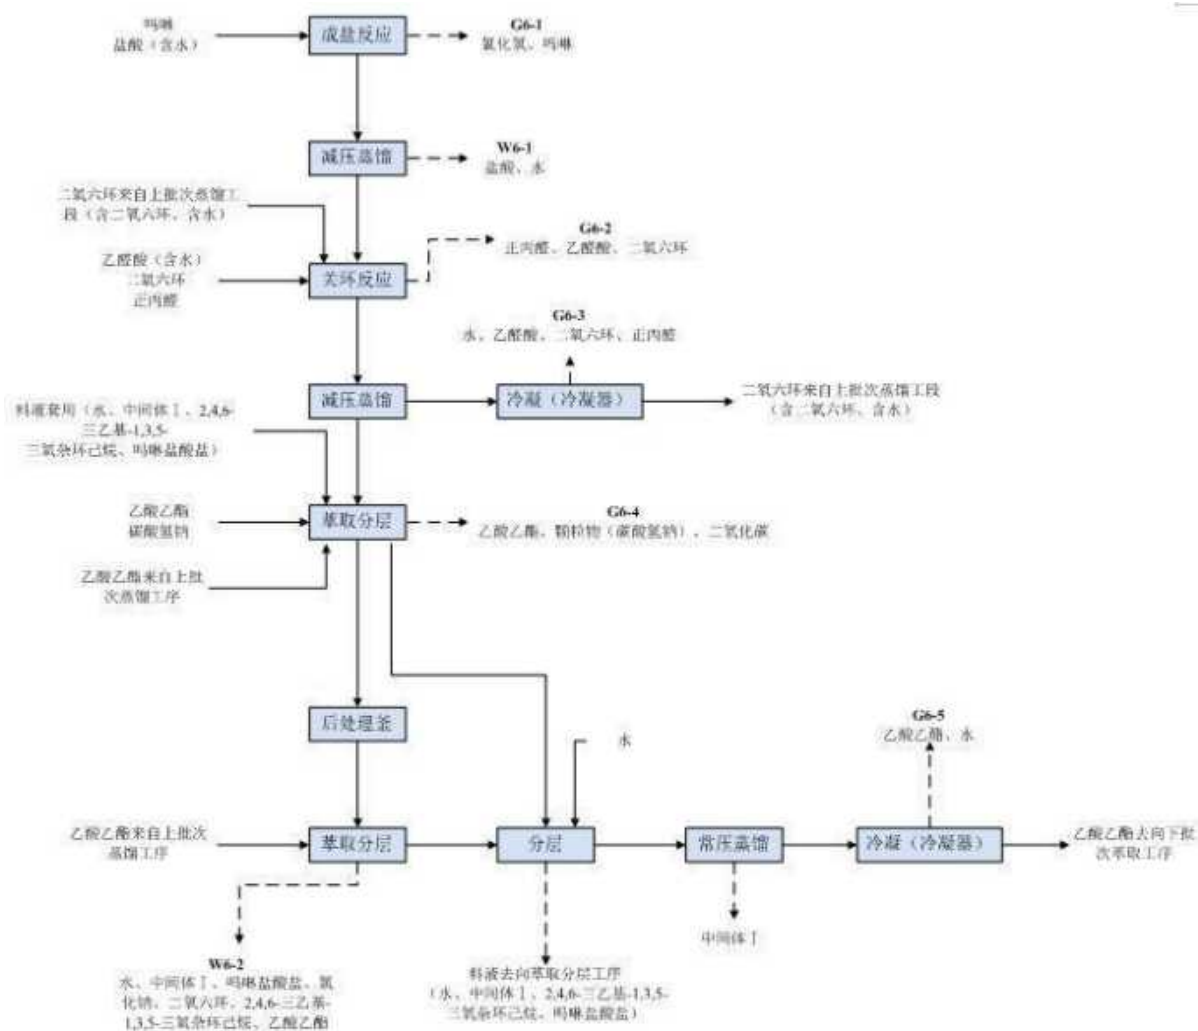 吗啉
盐酸（含水）
成盐反应
G6-1
氯化氢、吗啉
减压蒸馏
W6-1
盐酸、水
二氧六环来自上批次蒸馏工
段（含二氧六环、含水）
G6-2
正丙醛、乙醛酸、二氧六环
乙醛酸（含水）
二氧六环
正丙醛
关环反应
G6-3
水、乙醛酸、二氧六环、正丙醛
减压蒸馏
冷凝（冷凝器）
二氧六环来自上批次蒸馏工段
（含二氧六环、含水）
料液套用（水、中间体Ⅰ、2,4,6-
三乙基-1,3,5-
三氧杂环己烷、吗啉盐酸盐）
乙酸乙酯
碳酸氢钠
萃取分层
G6-4
乙酸乙酯、颗粒物（碳酸氢钠）、二氧化碳
乙酸乙酯来自上批
次蒸馏工序
后处理釜
水
G6-5
乙酸乙酯、水
乙酸乙酯来自上批次
蒸馏工序
萃取分层
分层
常压蒸馏
冷凝（冷凝器）
乙酸乙酯去向下批
次萃取工序
中间体Ⅰ
W6-2
水、中间体Ⅰ、吗啉盐酸盐、氯
化钠、二氧六环、2,4,6-三乙基-
1,3,5-三氧杂环己烷、乙酸乙酯
料液去向萃取分层工序
（水、中间体Ⅰ、2,4,6-三乙基-1,3,5-
三氧杂环己烷、吗啉盐酸盐）